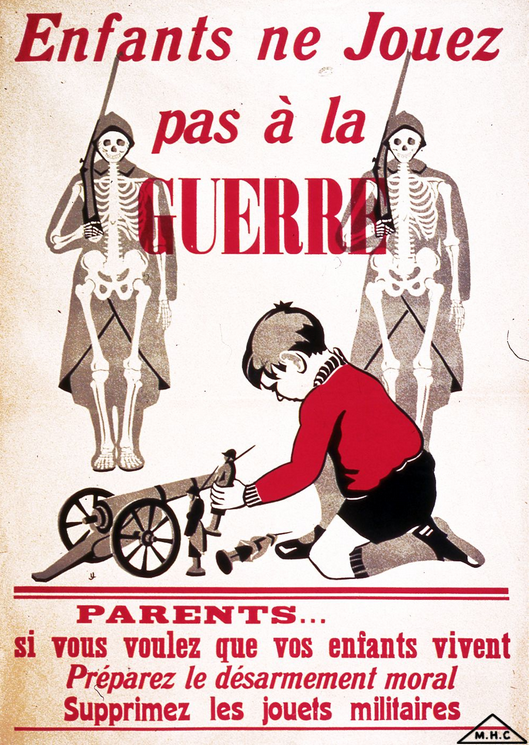 Enfants ne Jouez
pas à la
GUERRE
PARENTS...
si vous voulez que vos enfants vivent
Préparez le désarmement moral
Supprimez les jouets militaires
M.H.C